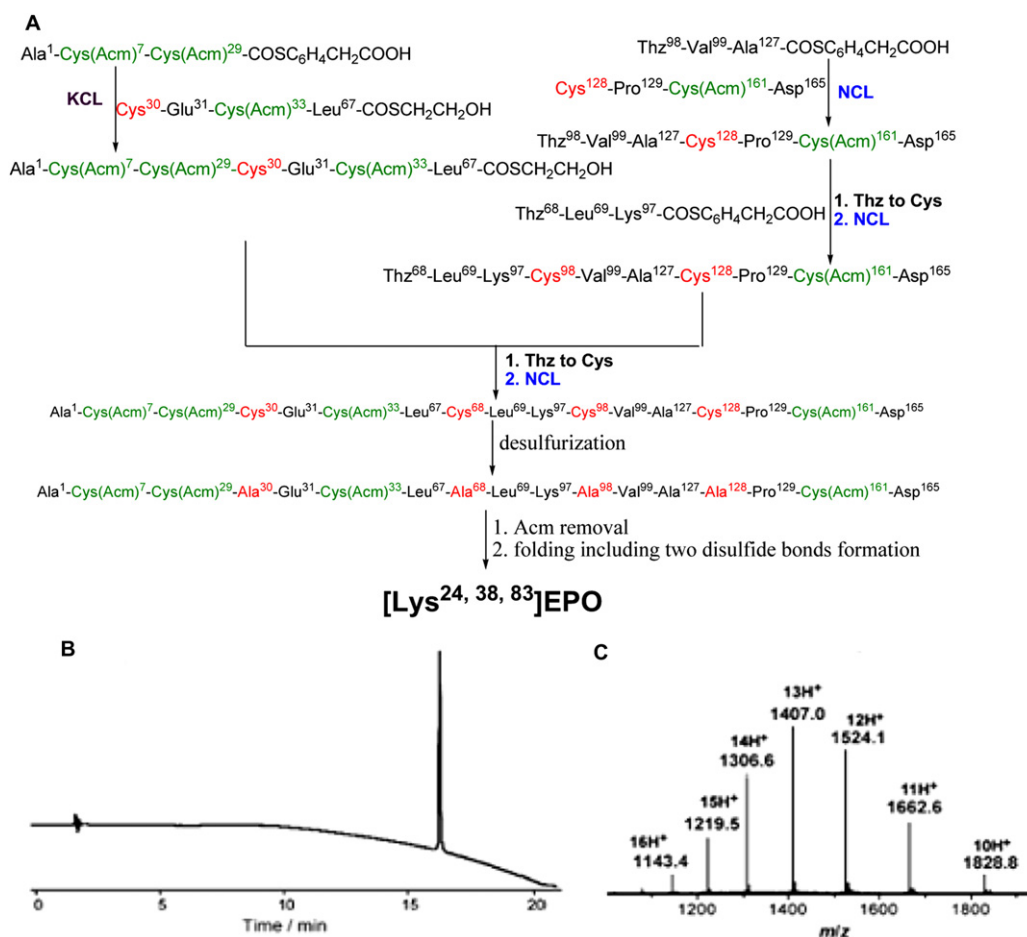 A
Ala¹-Cys(Acm)⁷-Cys(Acm)²⁹-COSC₆H₄CH₂COOH
KCL
Cys³⁰-Glu³¹-Cys(Acm)³³-Leu⁶⁷-COSCH₂CH₂OH
Ala¹-Cys(Acm)⁷-Cys(Acm)²⁹-Cys³⁰-Glu³¹-Cys(Acm)³³-Leu⁶⁷-COSCH₂CH₂OH
Thz⁹⁸-Val⁹⁹-Ala¹²⁷-COSC₆H₄CH₂COOH
Cys¹²⁸-Pro¹²⁹-Cys(Acm)¹⁶¹-Asp¹⁶⁵
NCL
Thz⁹⁸-Val⁹⁹-Ala¹²⁷-Cys¹²⁸-Pro¹²⁹-Cys(Acm)¹⁶¹-Asp¹⁶⁵
Thz⁶⁸-Leu⁶⁹-Lys⁹⁷-COSC₆H₄CH₂COOH
1. Thz to Cys
2. NCL
Thz⁶⁸-Leu⁶⁹-Lys⁹⁷-Cys⁹⁸-Val⁹⁹-Ala¹²⁷-Cys¹²⁸-Pro¹²⁹-Cys(Acm)¹⁶¹-Asp¹⁶⁵
1. Thz to Cys
2. NCL
Ala¹-Cys(Acm)⁷-Cys(Acm)²⁹-Cys³⁰-Glu³¹-Cys(Acm)³³-Leu⁶⁷-Cys⁶⁸-Leu⁶⁹-Lys⁹⁷-Cys⁹⁸-Val⁹⁹-Ala¹²⁷-Cys¹²⁸-Pro¹²⁹-Cys(Acm)¹⁶¹-Asp¹⁶⁵
desulfurization
Ala¹-Cys(Acm)⁷-Cys(Acm)²⁹-Ala³⁰-Glu³¹-Cys(Acm)³³-Leu⁶⁷-Ala⁶⁸-Leu⁶⁹-Lys⁹⁷-Ala⁹⁸-Val⁹⁹-Ala¹²⁷-Ala¹²⁸-Pro¹²⁹-Cys(Acm)¹⁶¹-Asp¹⁶⁵
1. Acm removal
2. folding including two disulfide bonds formation
[Lys²⁴, ³⁸, ⁸³]EPO
B
0 5 10 15 20
Time / min
C
16H⁺
1143.4
15H⁺
1219.5
14H⁺
1306.6
13H⁺
1407.0
12H⁺
1524.1
11H⁺
1662.6
10H⁺
1828.8
1200 1400 1600 1800
m/z